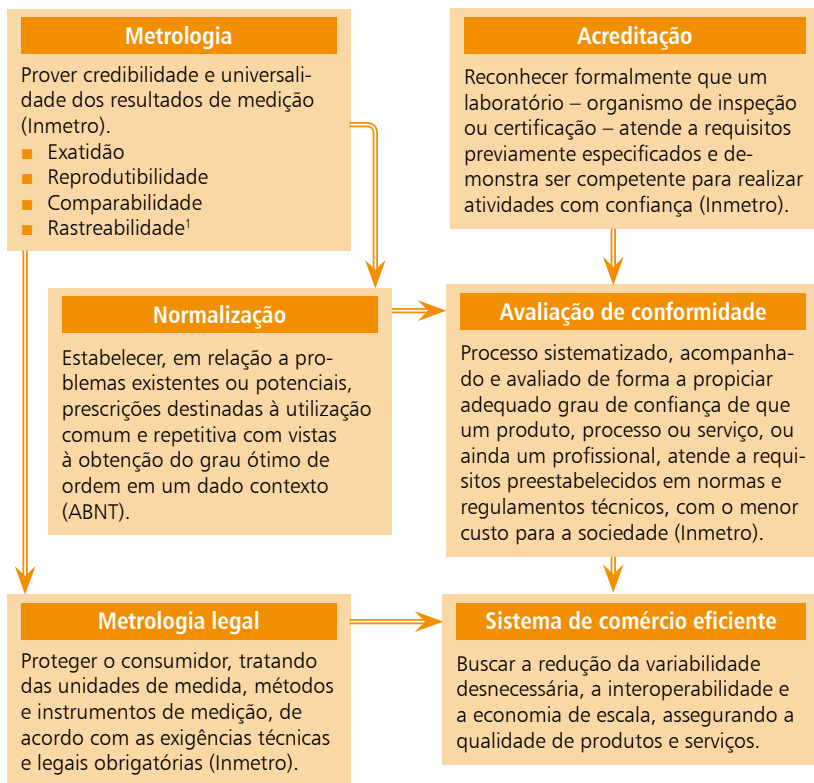 Metrologia
Prover credibilidade e universali-
dade dos resultados de medição
(Inmetro).
■ Exatidão
■ Reprodutibilidade
■ Comparabilidade
■ Rastreabilidade¹
Acreditação
Reconhecer formalmente que um
laboratório – organismo de inspeção
ou certificação – atende a requisitos
previamente especificados e de-
monstra ser competente para realizar
atividades com confiança (Inmetro).
Normalização
Estabelecer, em relação a pro-
blemas existentes ou potenciais,
prescrições destinadas à utilização
comum e repetitiva com vistas
à obtenção do grau ótimo de
ordem em um dado contexto
(ABNT).
Avaliação de conformidade
Processo sistematizado, acompanha-
do e avaliado de forma a propiciar
adequado grau de confiança de que
um produto, processo ou serviço, ou
ainda um profissional, atende a requi-
sitos preestabelecidos em normas e
regulamentos técnicos, com o menor
custo para a sociedade (Inmetro).
Metrologia legal
Proteger o consumidor, tratando
das unidades de medida, métodos
e instrumentos de medição, de
acordo com as exigências técnicas
e legais obrigatórias (Inmetro).
Sistema de comércio eficiente
Buscar a redução da variabilidade
desnecessária, a interoperabilidade e
a economia de escala, assegurando a
qualidade de produtos e serviços.